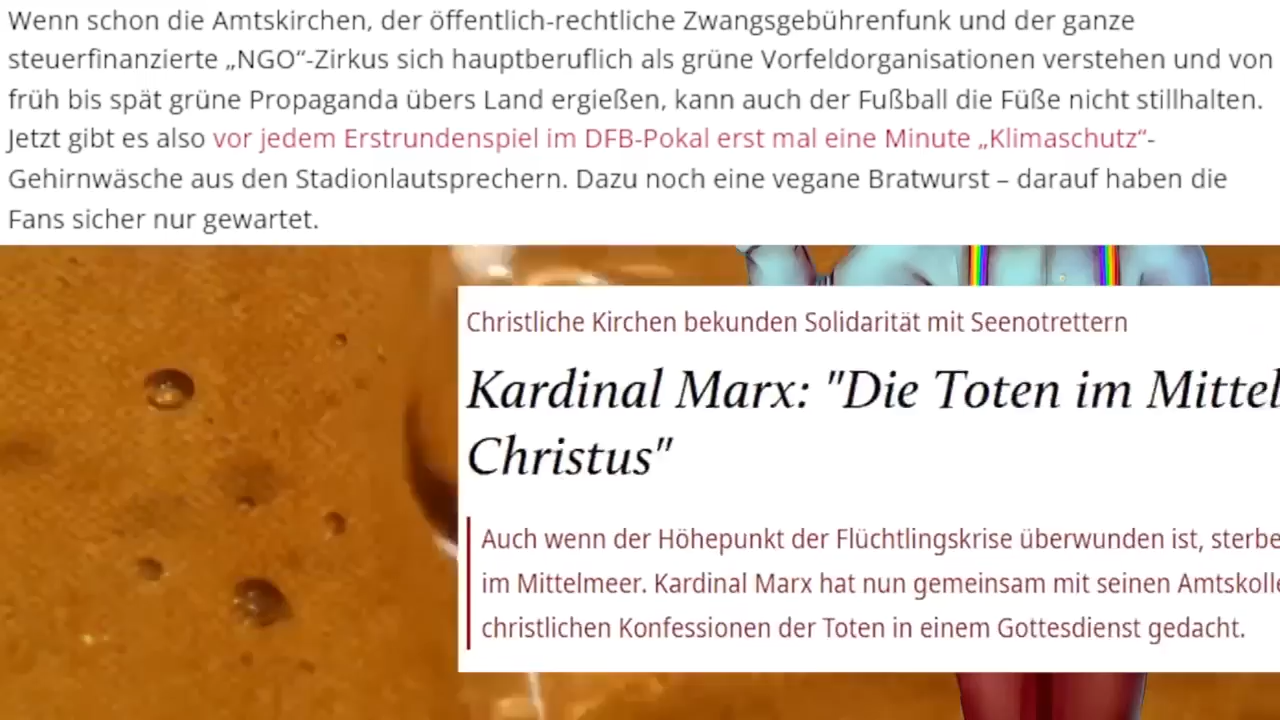 Wenn schon die Amtskirchen, der öffentlich-rechtliche Zwangsgebührenfunk und der ganze
steuerfinanzierte „NGO“-Zirkus sich hauptberuflich als grüne Vorfeldorganisationen verstehen und von
früh bis spät grüne Propaganda übers Land ergießen, kann auch der Fußball die Füße nicht stillhalten.
Jetzt gibt es also vor jedem Erstrundenspiel im DFB-Pokal erst mal eine Minute „Klimaschutz“-
Gehirnwäsche aus den Stadionlautsprechern. Dazu noch eine vegane Bratwurst – darauf haben die
Fans sicher nur gewartet.
Christliche Kirchen bekunden Solidarität mit Seenotrettern
Kardinal Marx: "Die Toten im Mittel
Christus"
Auch wenn der Höhepunkt der Flüchtlingskrise überwunden ist, sterbe
im Mittelmeer. Kardinal Marx hat nun gemeinsam mit seinen Amtskolle
christlichen Konfessionen der Toten in einem Gottesdienst gedacht.